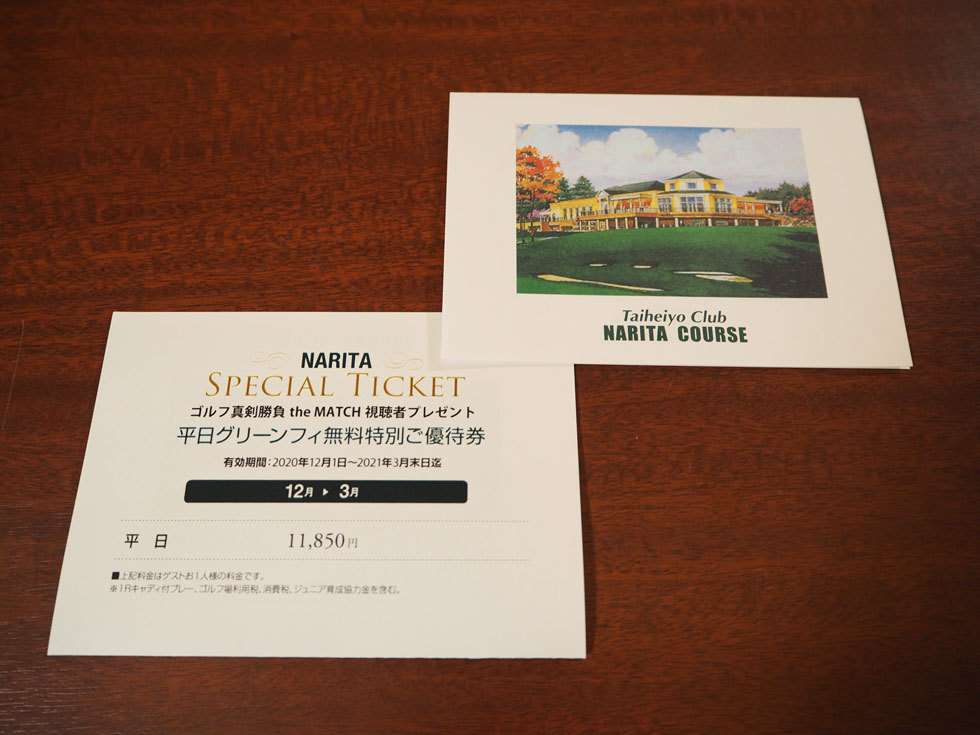 Taiheiyo Club
NARITA COURSE
NARITA
SPECIAL TICKET
ゴルフ真剣勝負 the MATCH 視聴者プレゼント
平日グリーンフィ無料特別ご優待券
有効期間:2020年12月1日〜2021年3月末日迄
12月 ▶ 3月
平 日 11,850円
■上記料金はゲストお1人様の料金です。
※1Rキャディ付プレー、ゴルフ場利用税、消費税、ジュニア育成協力金を含む。